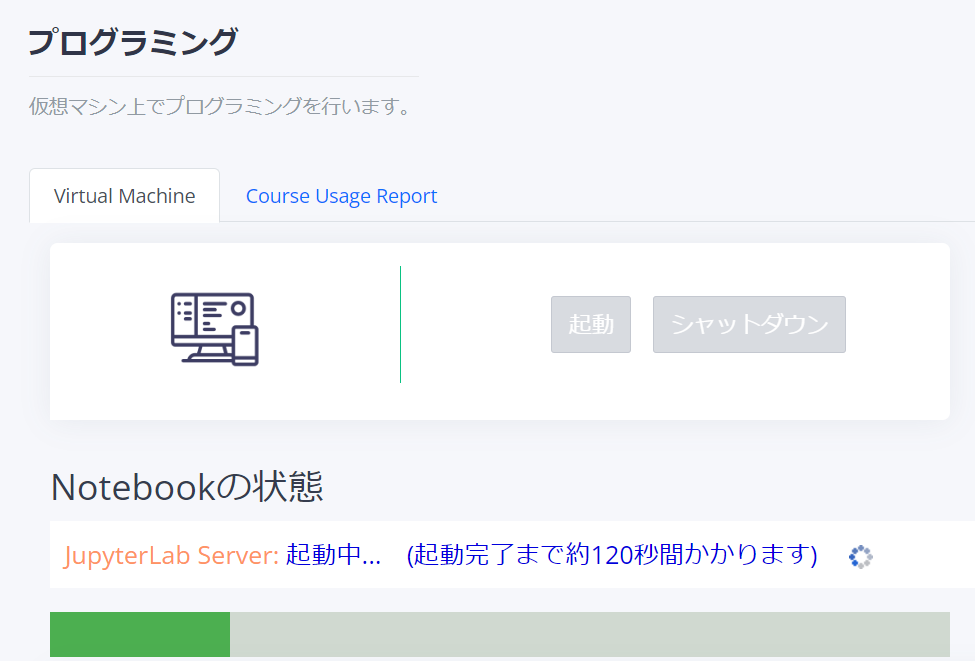 プログラミング
仮想マシン上でプログラミングを行います。
Virtual Machine
Course Usage Report
起動
シャットダウン
Notebookの状態
JupyterLab Server: 起動中... (起動完了まで約120秒間かかります)